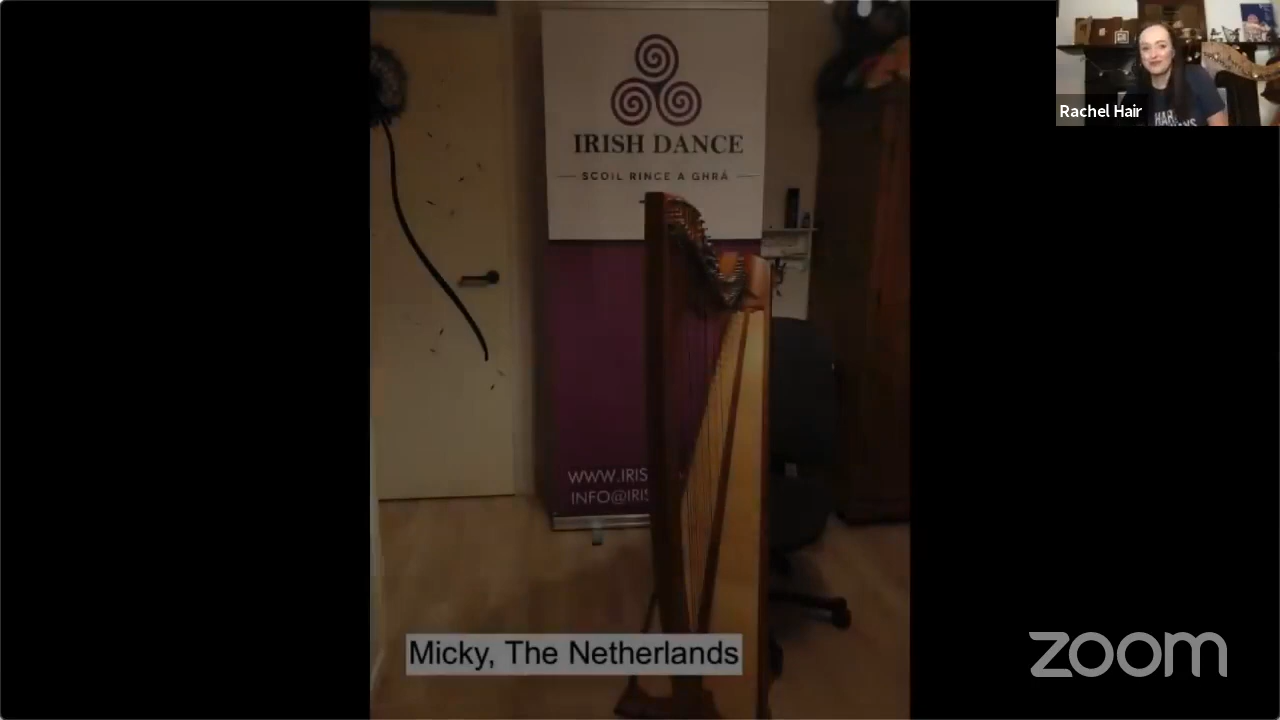 IRISH DANCE
SCOIL RINCE A GHRÁ
WWW.IRIS
INFO@IRIS
Micky, The Netherlands
Rachel Hair
zoom